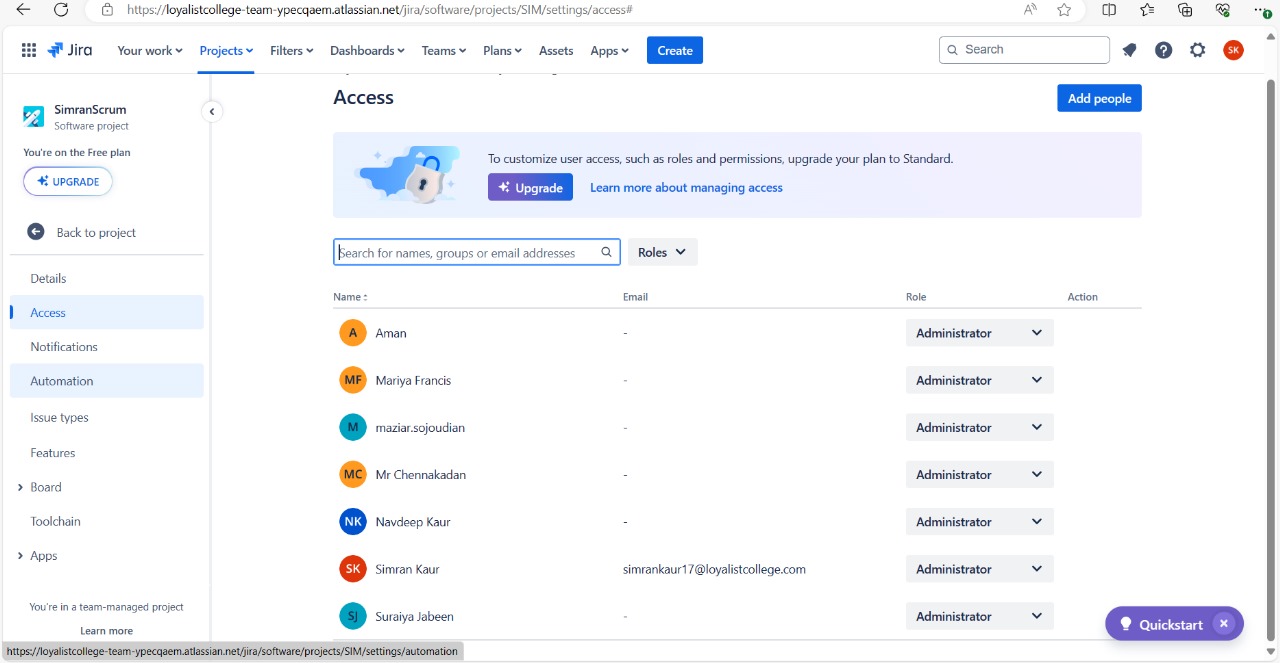 https://loyalistcollege-team-ypecqaem.atlassian.net/jira/software/projects/SIM/settings/access#
Jira Your work Projects Filters Dashboards Teams Plans Assets Apps Create Search SK
SimranScrum
Software project
You're on the Free plan
UPGRADE
Back to project
Details
Access
Notifications
Automation
Issue types
Features
Board
Toolchain
Apps
You're in a team-managed project
Learn more
Access
Add people
To customize user access, such as roles and permissions, upgrade your plan to Standard.
Upgrade Learn more about managing access
Search for names, groups or email addresses Roles
Name Email Role Action
A Aman - Administrator
MF Mariya Francis - Administrator
M maziar.sojoudian - Administrator
MC Mr Chennakadan - Administrator
NK Navdeep Kaur - Administrator
SK Simran Kaur simrankaur17@loyalistcollege.com Administrator
SJ Suraiya Jabeen - Administrator
Quickstart
https://loyalistcollege-team-ypecqaem.atlassian.net/jira/software/projects/SIM/settings/automation